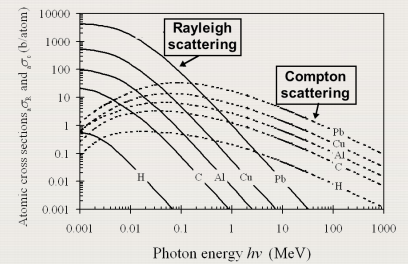 Atomic cross sections σR and aσc (b/atom)
10000
1000
100
10
1
0.1
0.01
0.001
Rayleigh
scattering
Compton
scattering
Pb
Cu
Al
C
H
H
C
Al
Cu
Pb
0.001
0.01
0.1
1
10
100
1000
Photon energy hν (MeV)